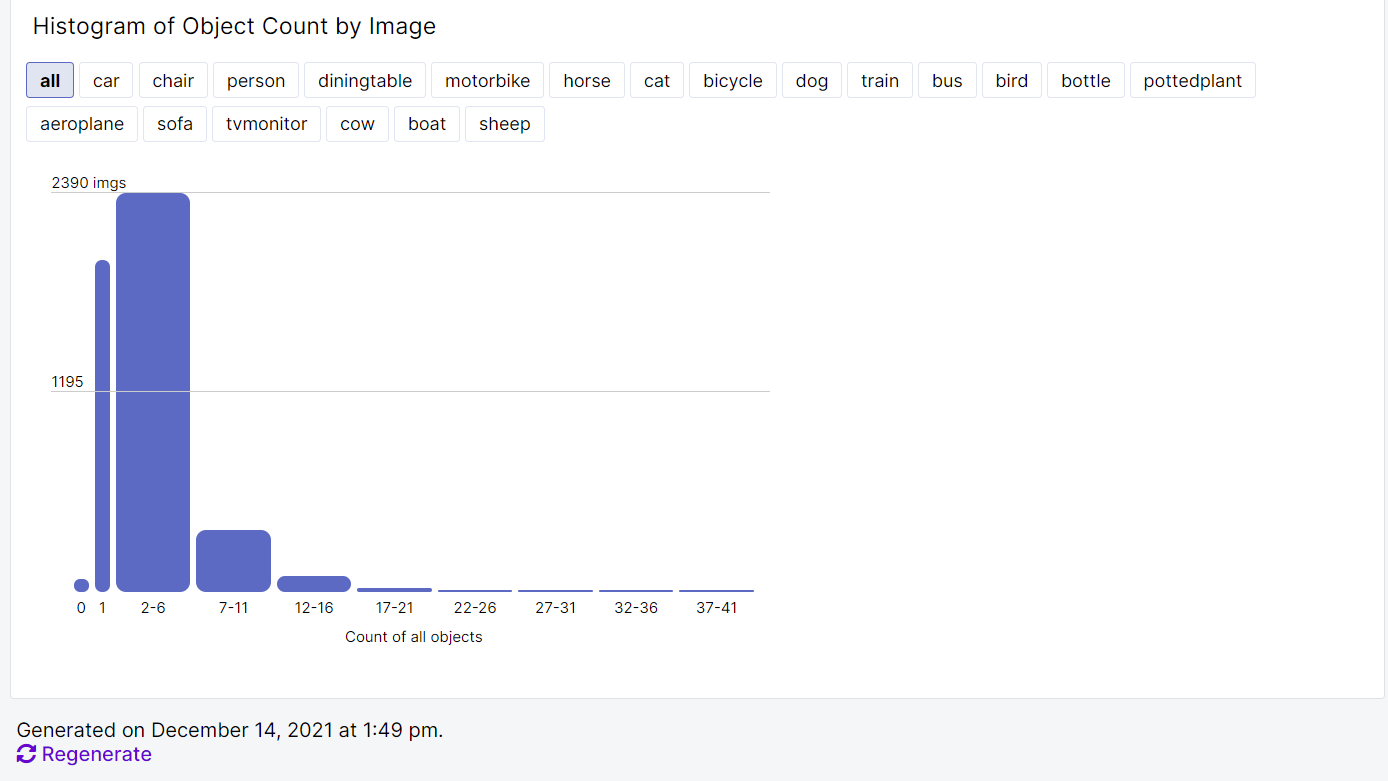 Histogram of Object Count by Image
all car chair person diningtable motorbike horse cat bicycle dog train bus bird bottle pottedplant
aeroplane sofa tvmonitor cow boat sheep
2390 imgs
1195
0 1 2-6 7-11 12-16 17-21 22-26 27-31 32-36 37-41
Count of all objects
Generated on December 14, 2021 at 1:49 pm.
Regenerate